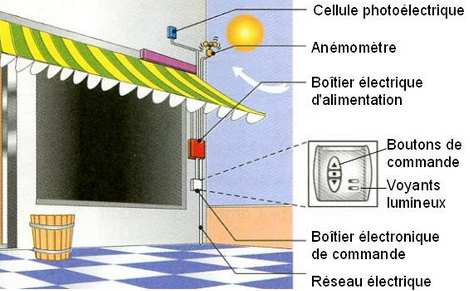 Cellule photoélectrique
Anémomètre
Boîtier électrique
d'alimentation
Boutons de
commande
Voyants
lumineux
Boîtier électronique
de commande
Réseau électrique